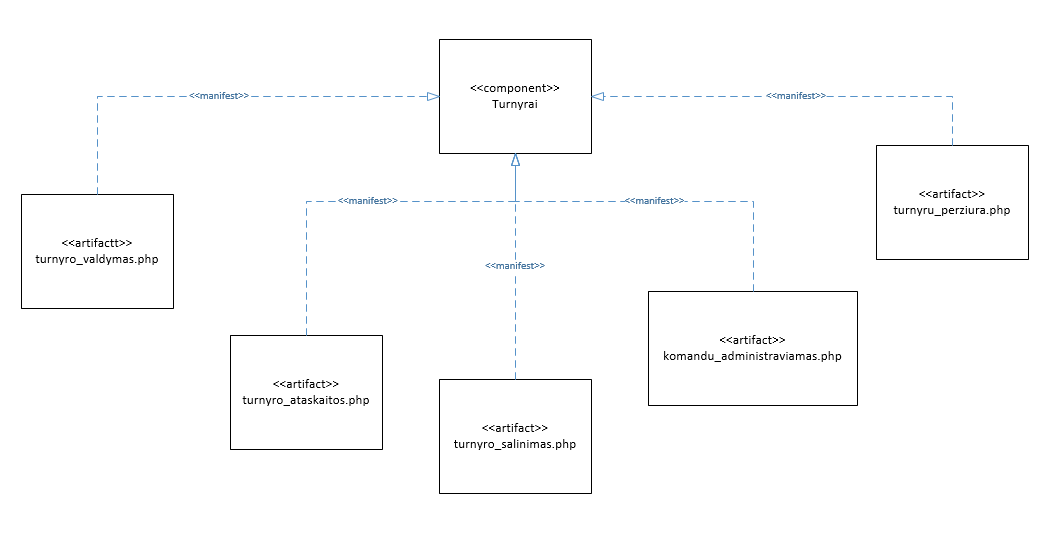 <<component>>
Turnyrai
<<manifest>>
<<manifest>>
<<artifactt>>
turnyro_valdymas.php
<<artifact>>
turnyru_perziura.php
<<manifest>>
<<manifest>>
<<manifest>>
<<artifact>>
turnyro_ataskaitos.php
<<artifact>>
turnyro_salinimas.php
<<artifact>>
komandu_administraviamas.php